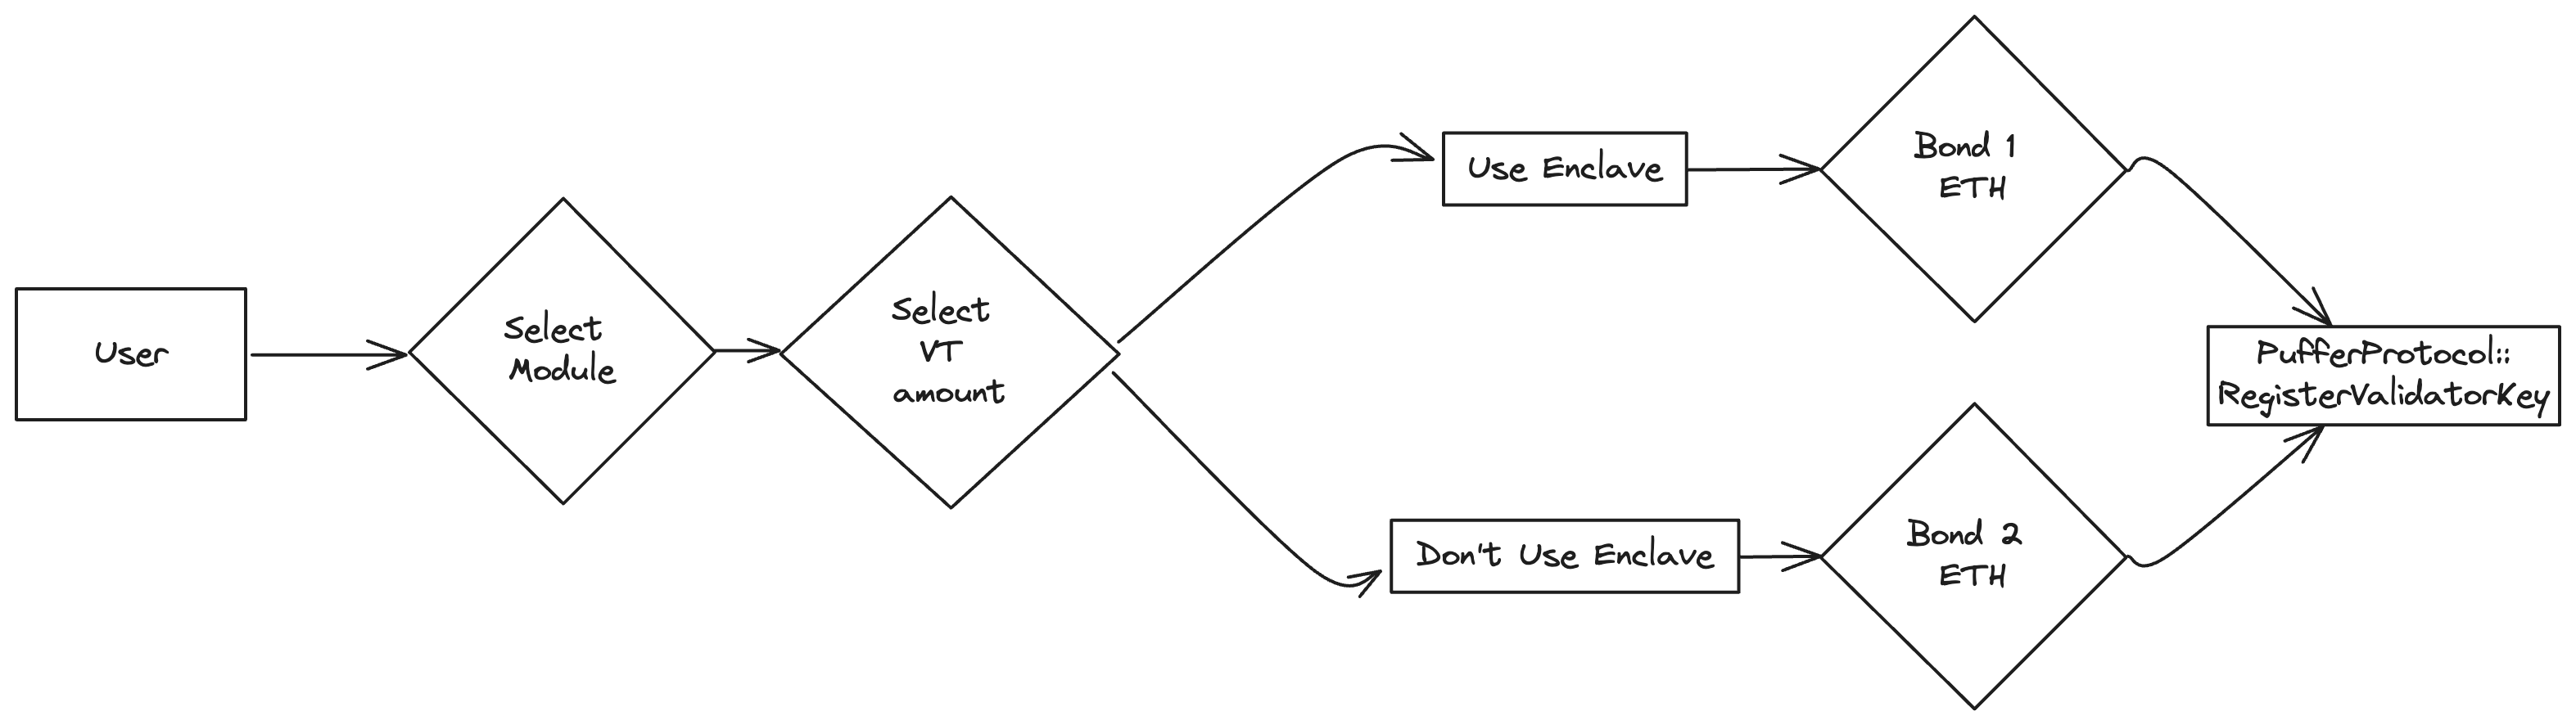 User
Select
Module
Select
VT
amount
Use Enclave
Bond 1
ETH
Don't Use Enclave
Bond 2
ETH
PufferProtocol::
RegisterValidatorKey